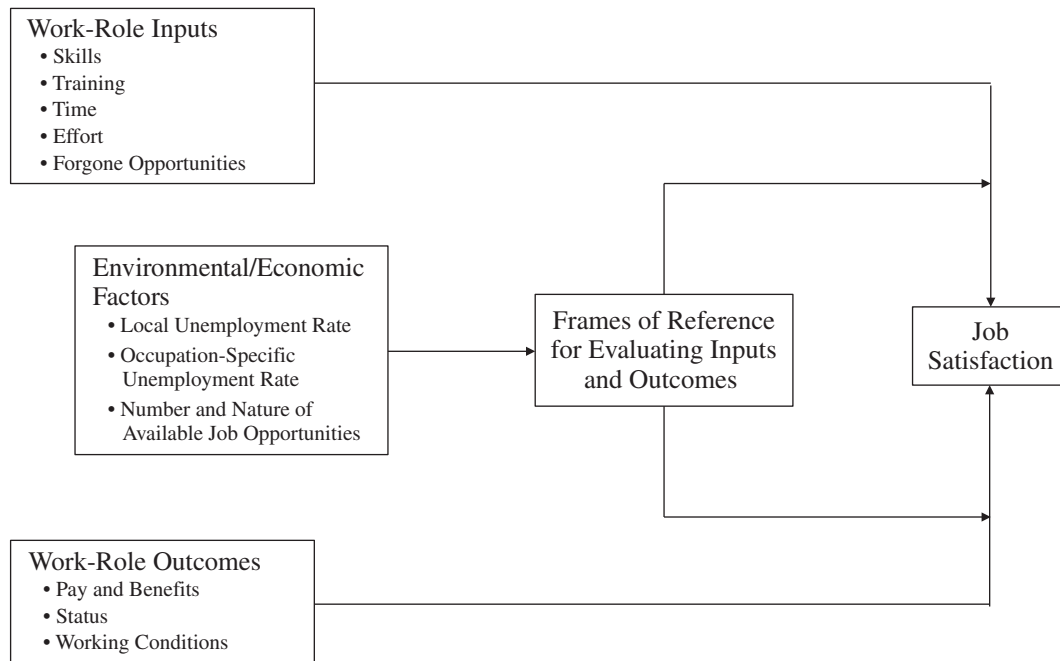 Work-Role Inputs
• Skills
• Training
• Time
• Effort
• Forgone Opportunities
Environmental/Economic
Factors
• Local Unemployment Rate
• Occupation-Specific
Unemployment Rate
• Number and Nature of
Available Job Opportunities
Frames of Reference
for Evaluating Inputs
and Outcomes
Job
Satisfaction
Work-Role Outcomes
• Pay and Benefits
• Status
• Working Conditions